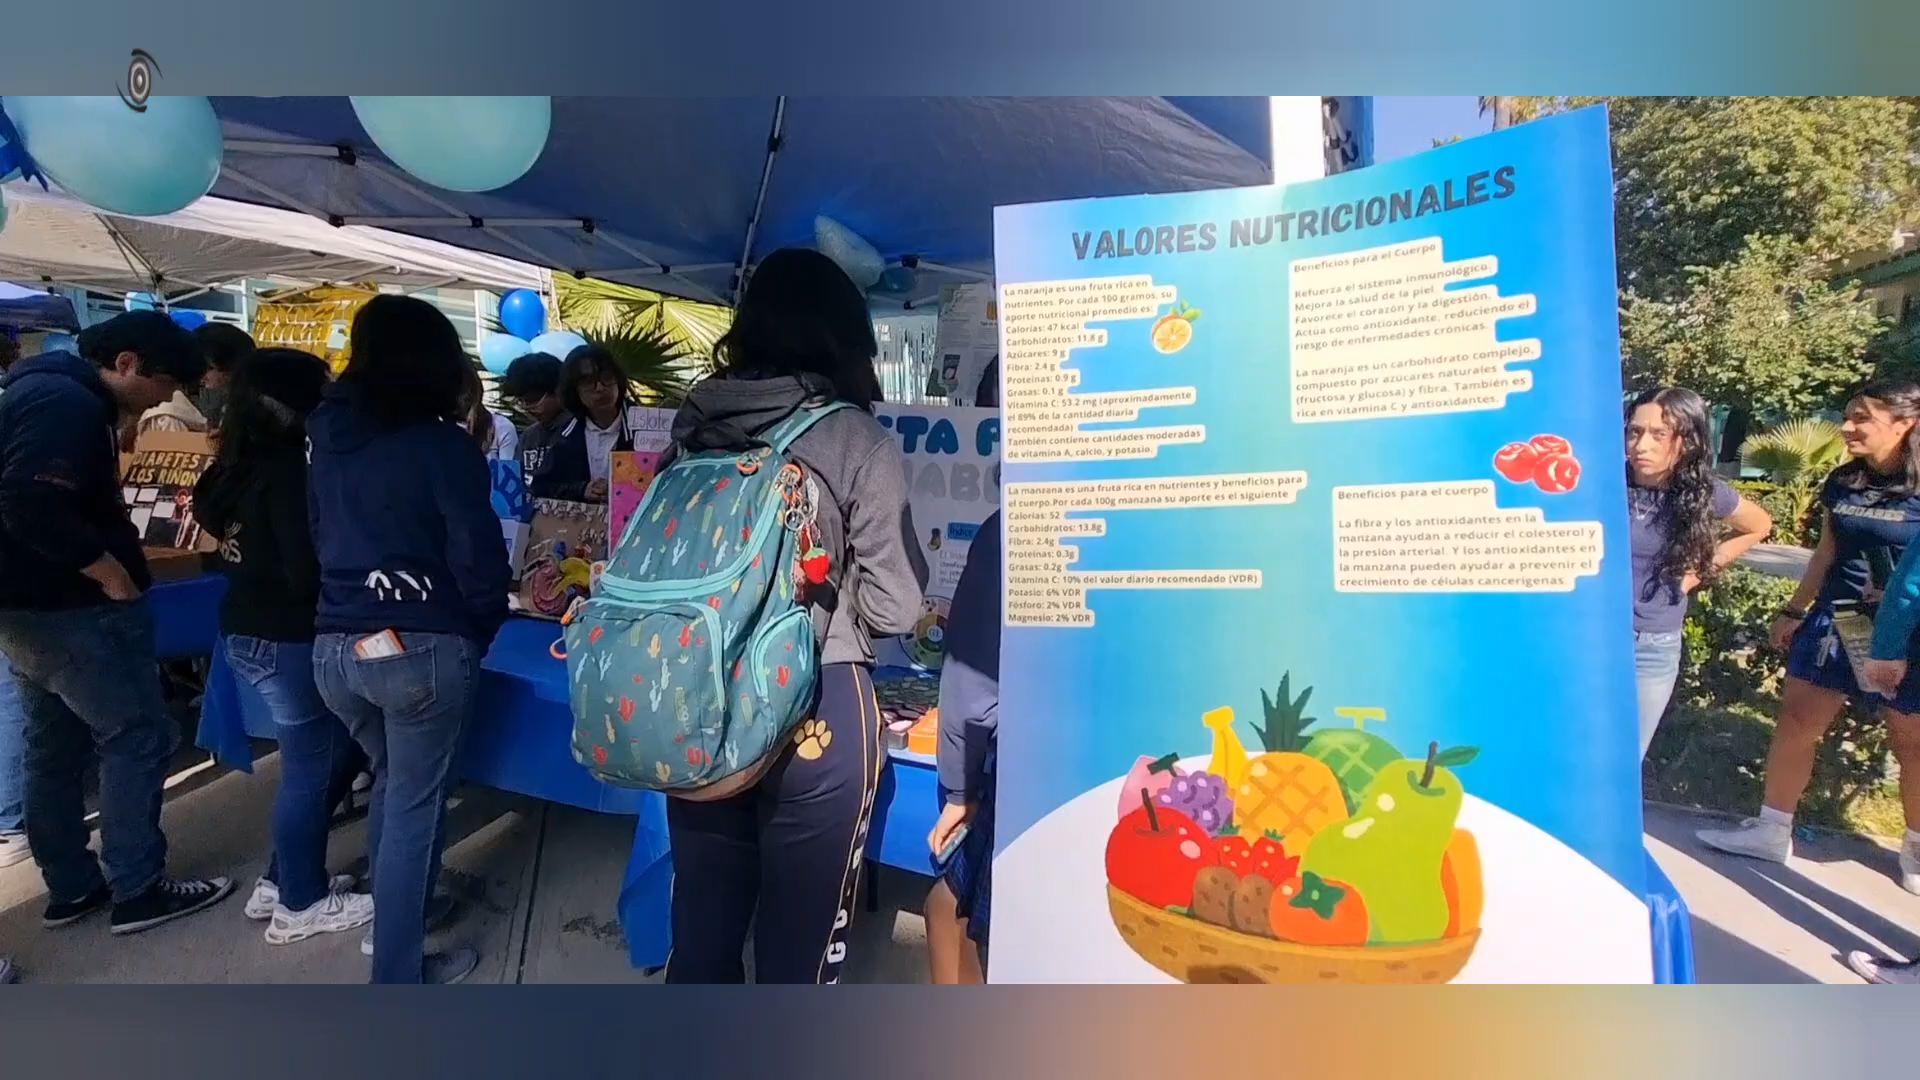 VALORES NUTRICIONALES
La naranja es una fruta rica en
nutrientes. Por cada 100 gramos, su
aporte nutricional promedio es:
Calorías: 47 kcal
Carbohidratos: 11.8 g
Azúcares: 9 g
Fibra: 2.4 g
Proteínas: 0.9 g
Grasas: 0.1 g
Vitamina C: 53.2 mg (aproximadamente
el 89% de la cantidad diaria
recomendada)
También contiene cantidades moderadas
de vitamina A, calcio, y potasio.
Beneficios para el Cuerpo
Refuerza el sistema inmunológico.
Mejora la salud de la piel.
Favorece el corazón y la digestión.
Actúa como antioxidante, reduciendo el
riesgo de enfermedades crónicas.
La naranja es un carbohidrato complejo,
compuesto por azúcares naturales
(fructosa y glucosa) y fibra. También es
rica en vitamina C y antioxidantes.
La manzana es una fruta rica en nutrientes y beneficios para
el cuerpo.Por cada 100g manzana su aporte es el siguiente
Calorias: 52
Carbohidratos: 13.8g
Fibra: 2.4g
Proteínas: 0.3g
Grasas: 0.2g
Vitamina C: 10% del valor diario recomendado (VDR)
Potasio: 6% VDR
Fósforo: 2% VDR
Magnesio: 2% VDR
Beneficios para el cuerpo
La fibra y los antioxidantes en la
manzana ayudan a reducir el colesterol y
la presión arterial. Y los antioxidantes en
la manzana pueden ayudar a prevenir el
crecimiento de células cancerígenas.
DIABETES
LOS RIÑON
Islote
ETA P
IABE
JAGUARES